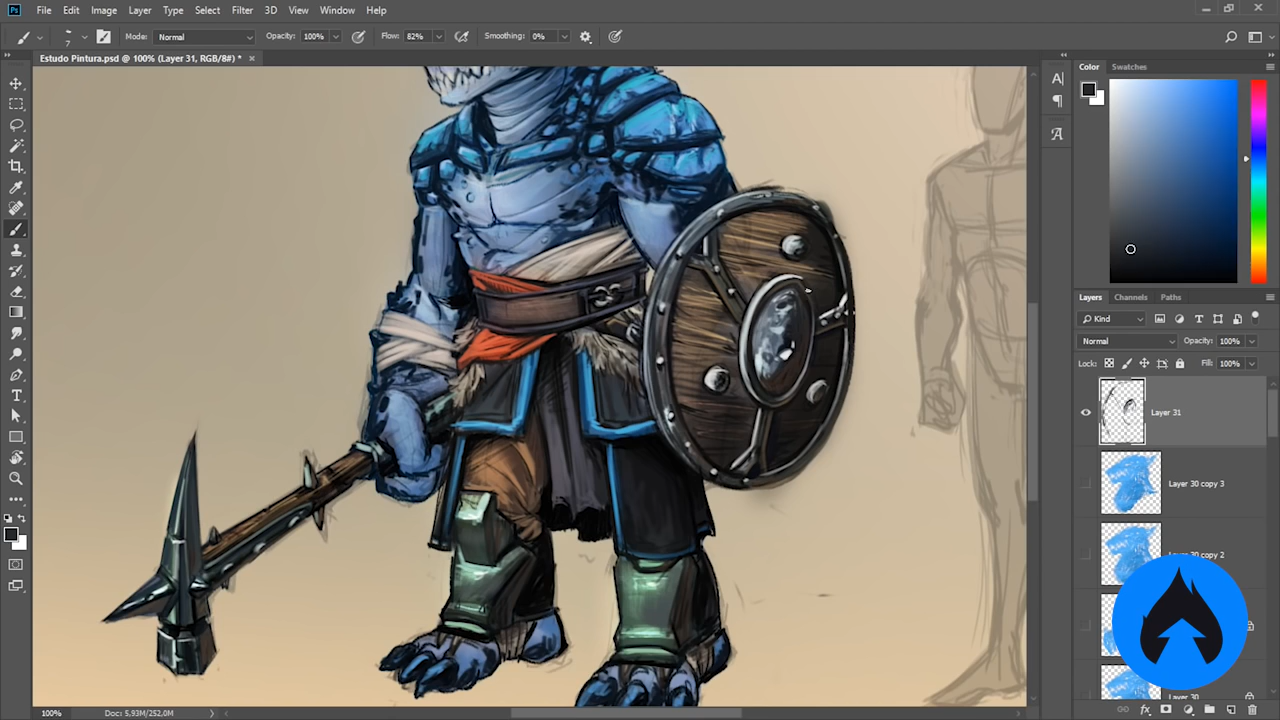 Ps File Edit Image Layer Type Select Filter 3D View Window Help
7 Mode: Normal Opacity: 100% Flow: 82% Smoothing: 0%
Estudo Pintura.psd @ 100% (Layer 31, RGB/8#) *
Color Swatches
Layers Channels Paths
Kind
Normal Opacity: 100%
Lock: Fill: 100%
Layer 31
Layer 30 copy 3
Layer 30 copy 2
Layer 30
100% Doc: 5,93M/252,0M